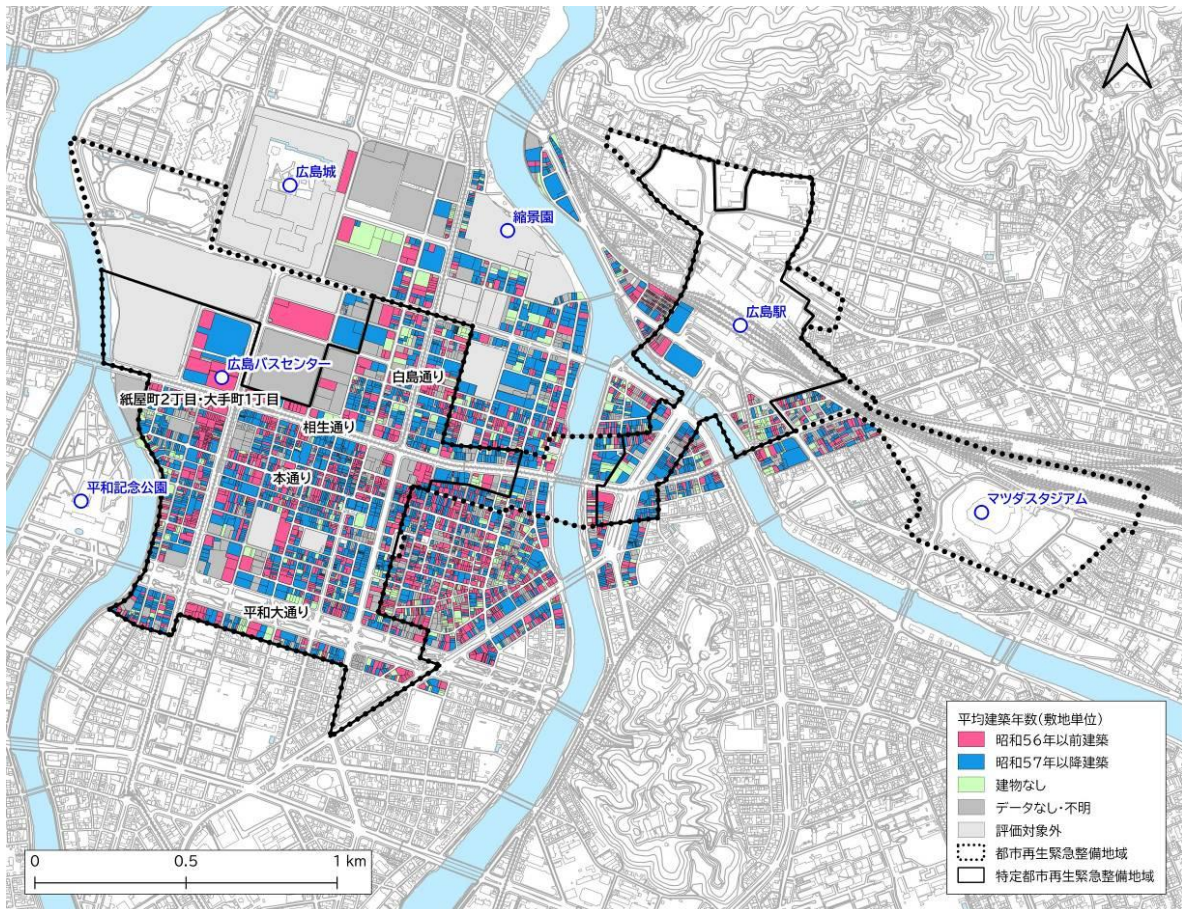 広島城
縮景園
広島駅
広島バスセンター
白島通り
紙屋町2丁目・大手町1丁目
相生通り
本通り
平和記念公園
マツダスタジアム
平和大通り
平均建築年数(敷地単位)
昭和56年以前建築
昭和57年以降建築
建物なし
データなし・不明
評価対象外
都市再生緊急整備地域
特定都市再生緊急整備地域
0 0.5 1 km